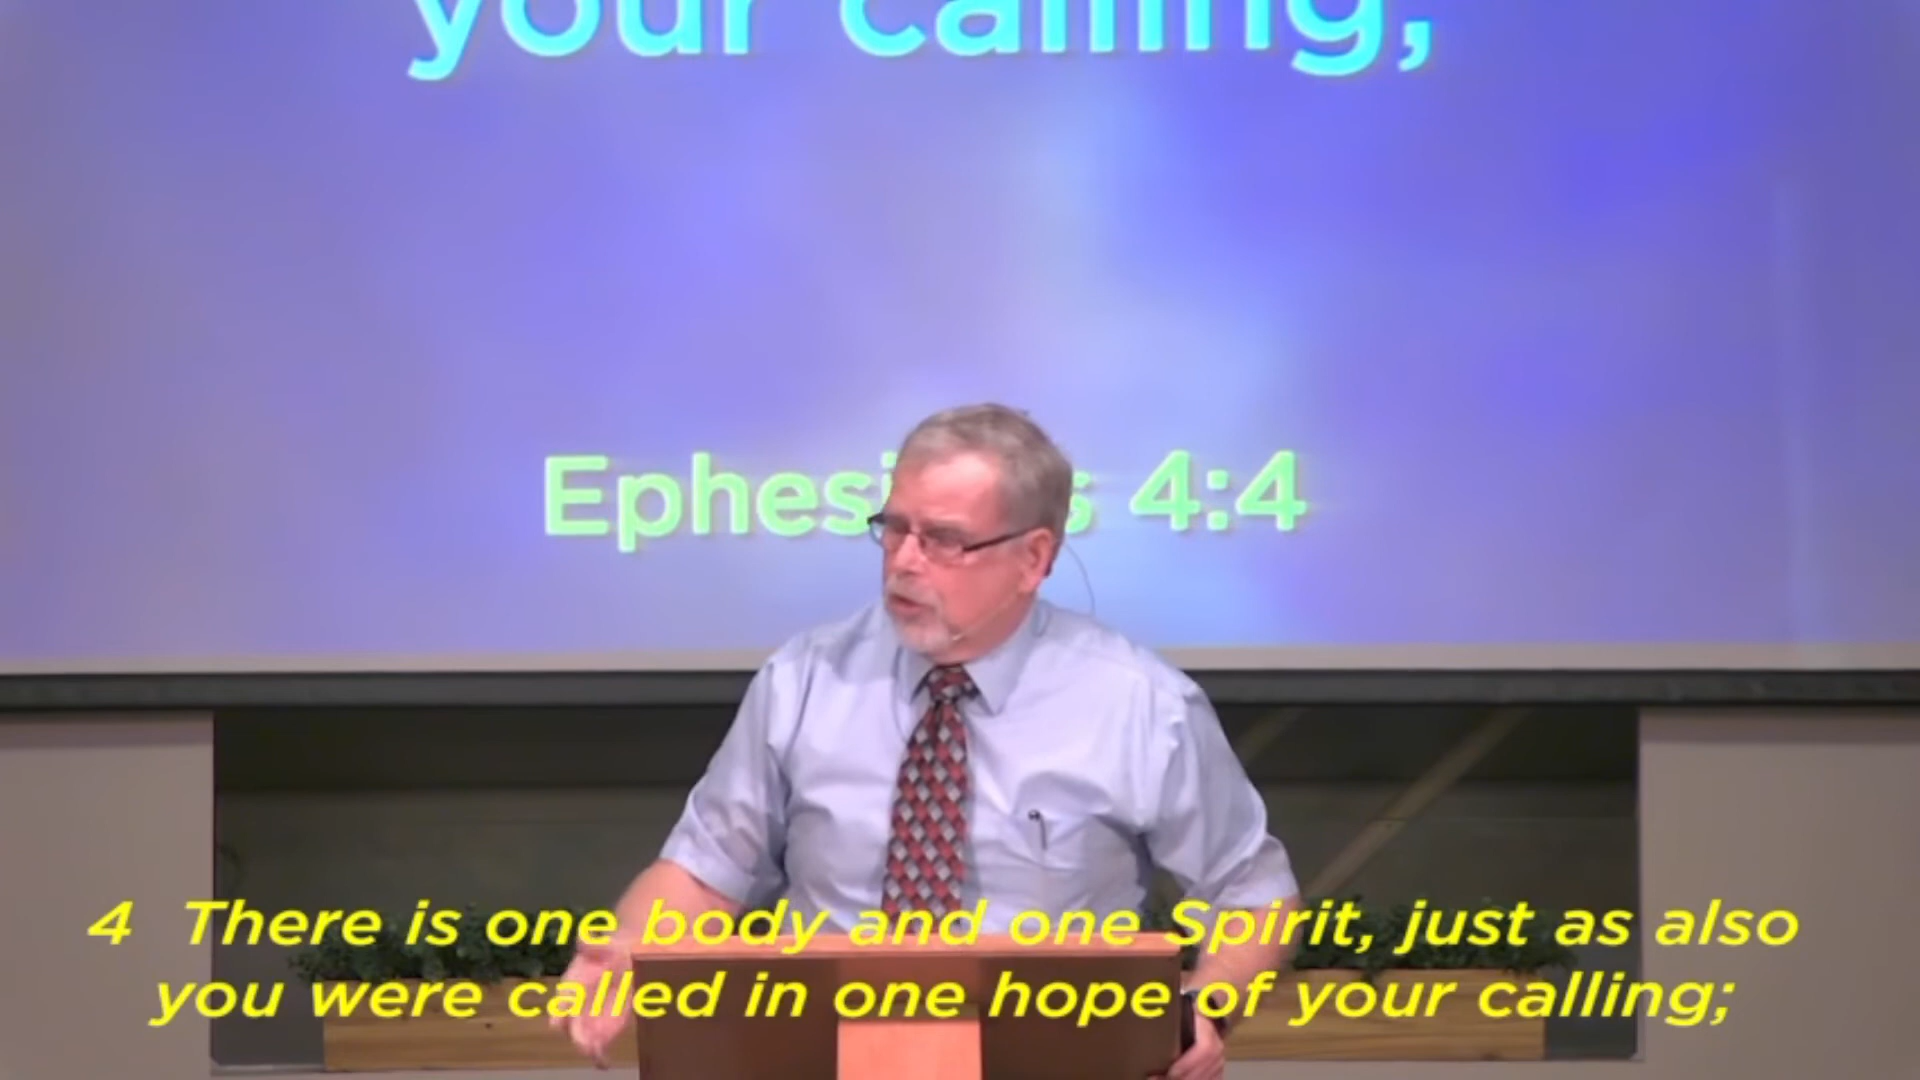 your calling,
Ephesi s 4:4
4 There is one body and one Spirit, just as also
you were called in one hope of your calling;